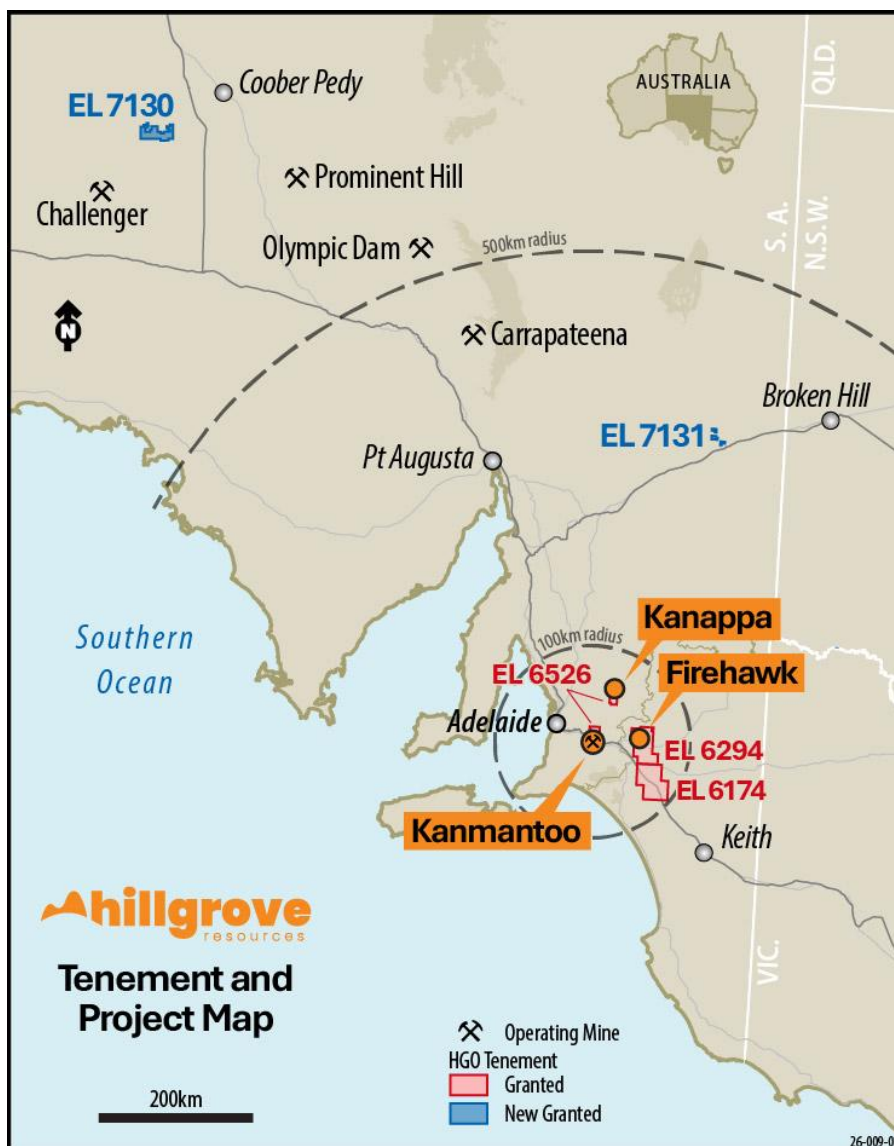 Coober Pedy
EL 7130
AUSTRALIA
QLD.
Prominent Hill
Challenger
S. A.
N.S.W.
Olympic Dam
500km radius
N
Carrapateena
Broken Hill
EL 7131
Pt Augusta
Kanappa
Southern
Ocean
100km radius
EL 6526
Firehawk
Adelaide
EL 6294
EL 6174
Kanmantoo
Keith
hillgrove
resources
VIC.
Tenement and
Project Map
Operating Mine
HGO Tenement
Granted
New Granted
200km